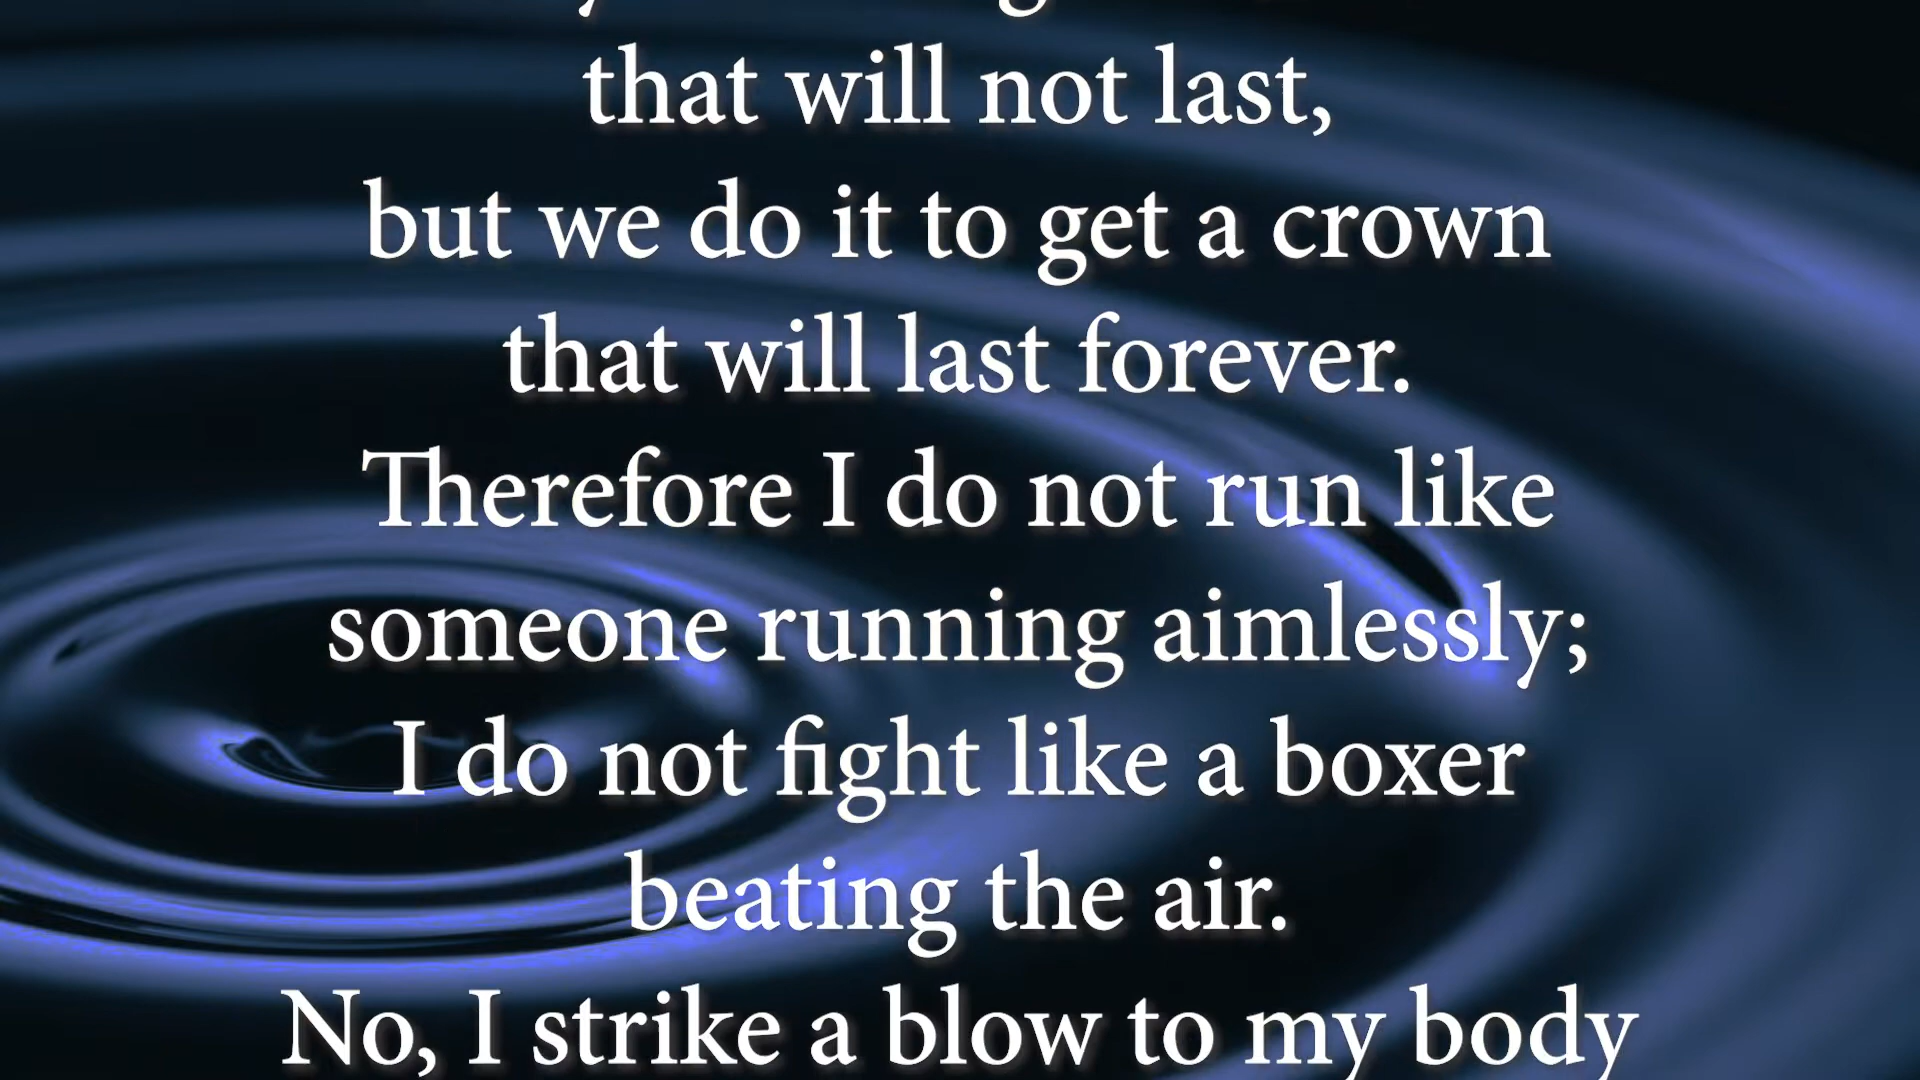 that will not last,
but we do it to get a crown
that will last forever.
Therefore I do not run like
someone running aimlessly;
I do not fight like a boxer
beating the air.
No, I strike a blow to my body